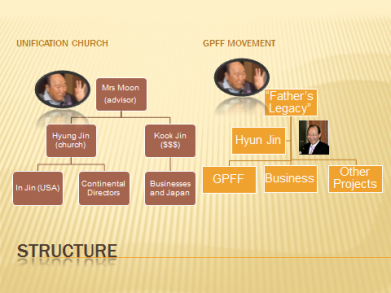 UNIFICATION CHURCH
GPFF MOVEMENT
Mrs Moon
(advisor)
Hyung Jin
(church)
Kook Jin
($$$)
In Jin (USA)
Continental
Directors
Businesses
and Japan
"Father's
Legacy"
Hyun Jin
GPFF
Business
Other
Projects
STRUCTURE